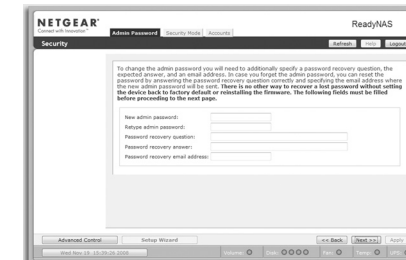 NETGEAR®
Connect with Innovation™
ReadyNAS
Admin Password Security Mode Accounts
Security
Refresh Help Logout
To change the admin password you will need to additionally specify a password recovery question, the
expected answer, and an email address. In case you forget the admin password, you can reset the
password by answering the password recovery question correctly and specifying the email address where
the new admin password will be sent. There is no other way to recover a lost password without setting
the device back to factory default or reinstalling the firmware. The following fields must be filled
before proceeding to the next page.
New admin password:
Retype admin password:
Password recovery question:
Password recovery answer:
Password recovery email address:
Advanced Control Setup Wizard << Back Next >> Apply
Wed Nov 19 2008 Volume: Disk: Fan: Temp: UPS: